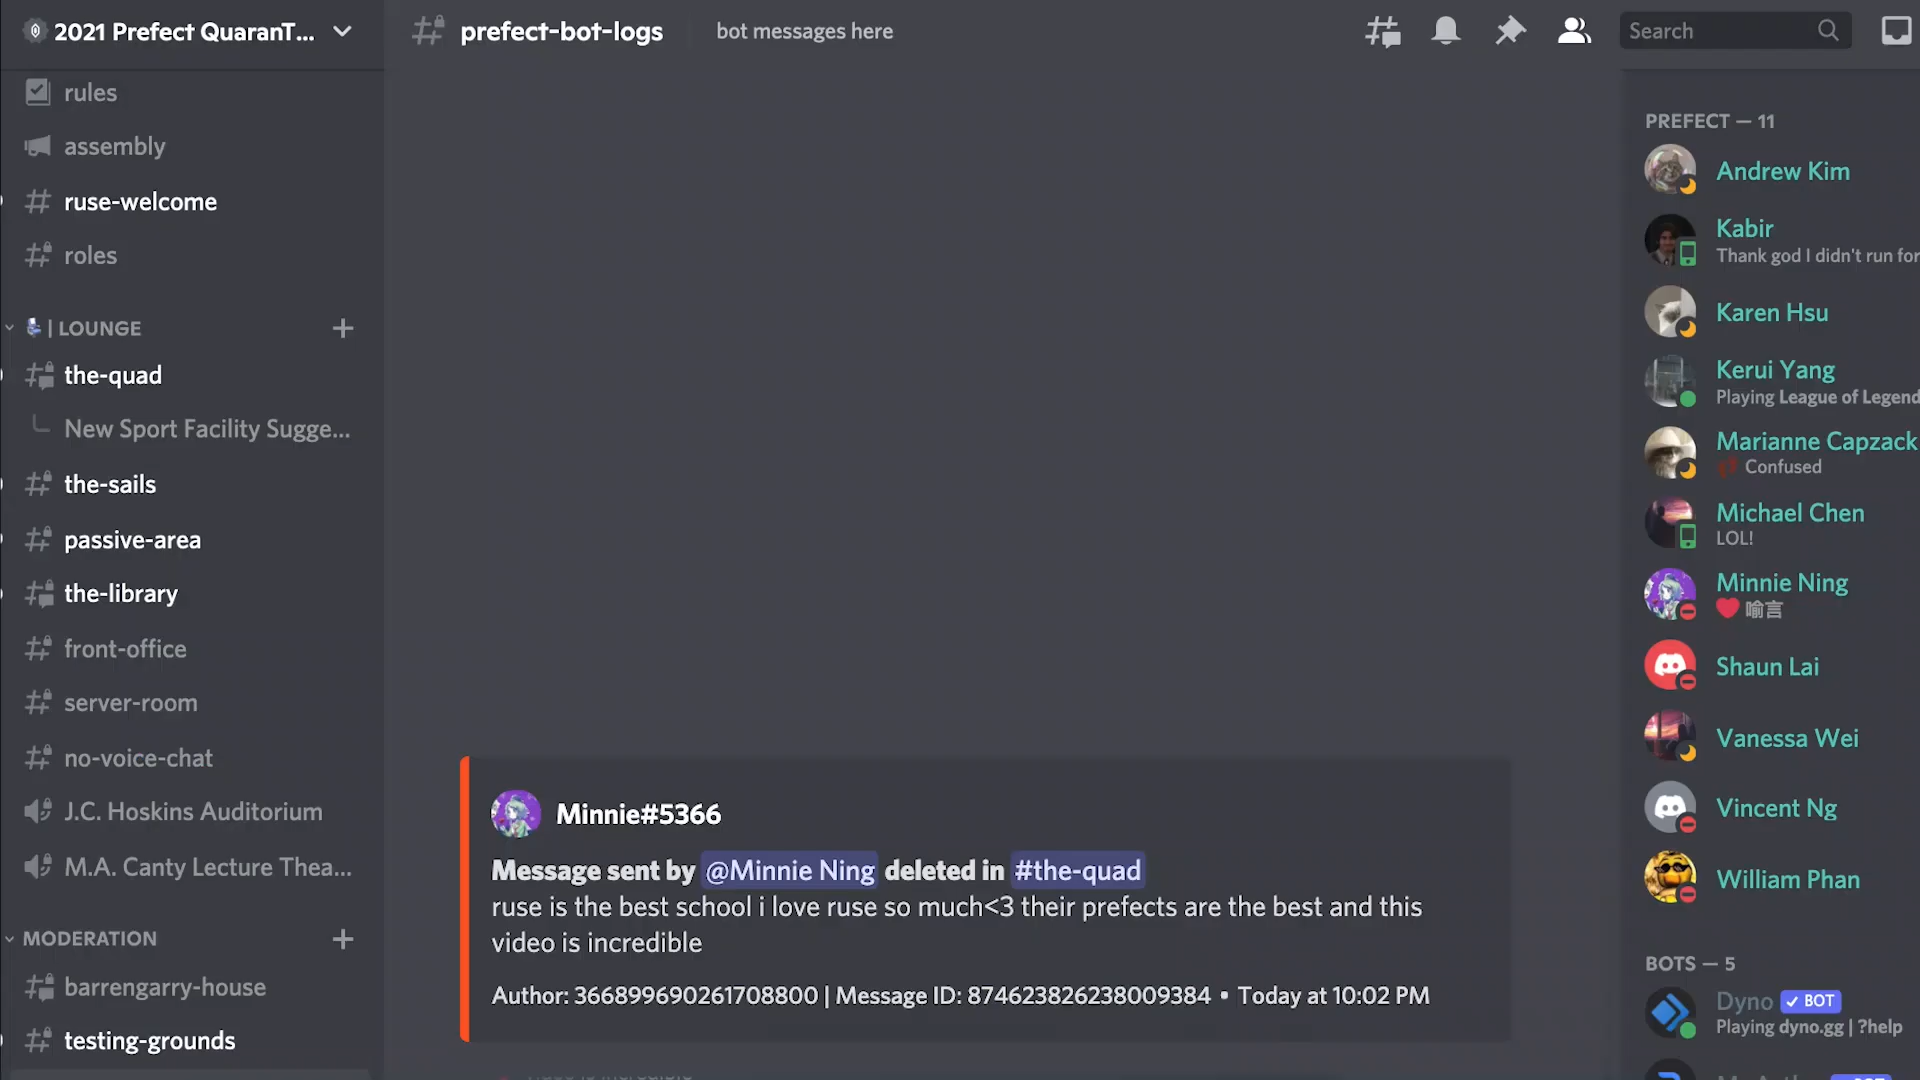 2021 Prefect QuaranT...
rules
assembly
ruse-welcome
roles
| LOUNGE
the-quad
New Sport Facility Sugge...
the-sails
passive-area
the-library
front-office
server-room
no-voice-chat
J.C. Hoskins Auditorium
M.A. Canty Lecture Thea...
MODERATION
barrengarry-house
testing-grounds
prefect-bot-logs
bot messages here
Search
Minnie#5366
Message sent by @Minnie Ning deleted in #the-quad
ruse is the best school i love ruse so much<3 their prefects are the best and this
video is incredible
Author: 366899690261708800 | Message ID: 874623826238009384 • Today at 10:02 PM
PREFECT — 11
Andrew Kim
Kabir
Thank god I didn't run for
Karen Hsu
Kerui Yang
Playing League of Legend
Marianne Capzack
Confused
Michael Chen
LOL!
Minnie Ning
喻言
Shaun Lai
Vanessa Wei
Vincent Ng
William Phan
BOTS — 5
Dyno BOT
Playing dyno.gg | ?help